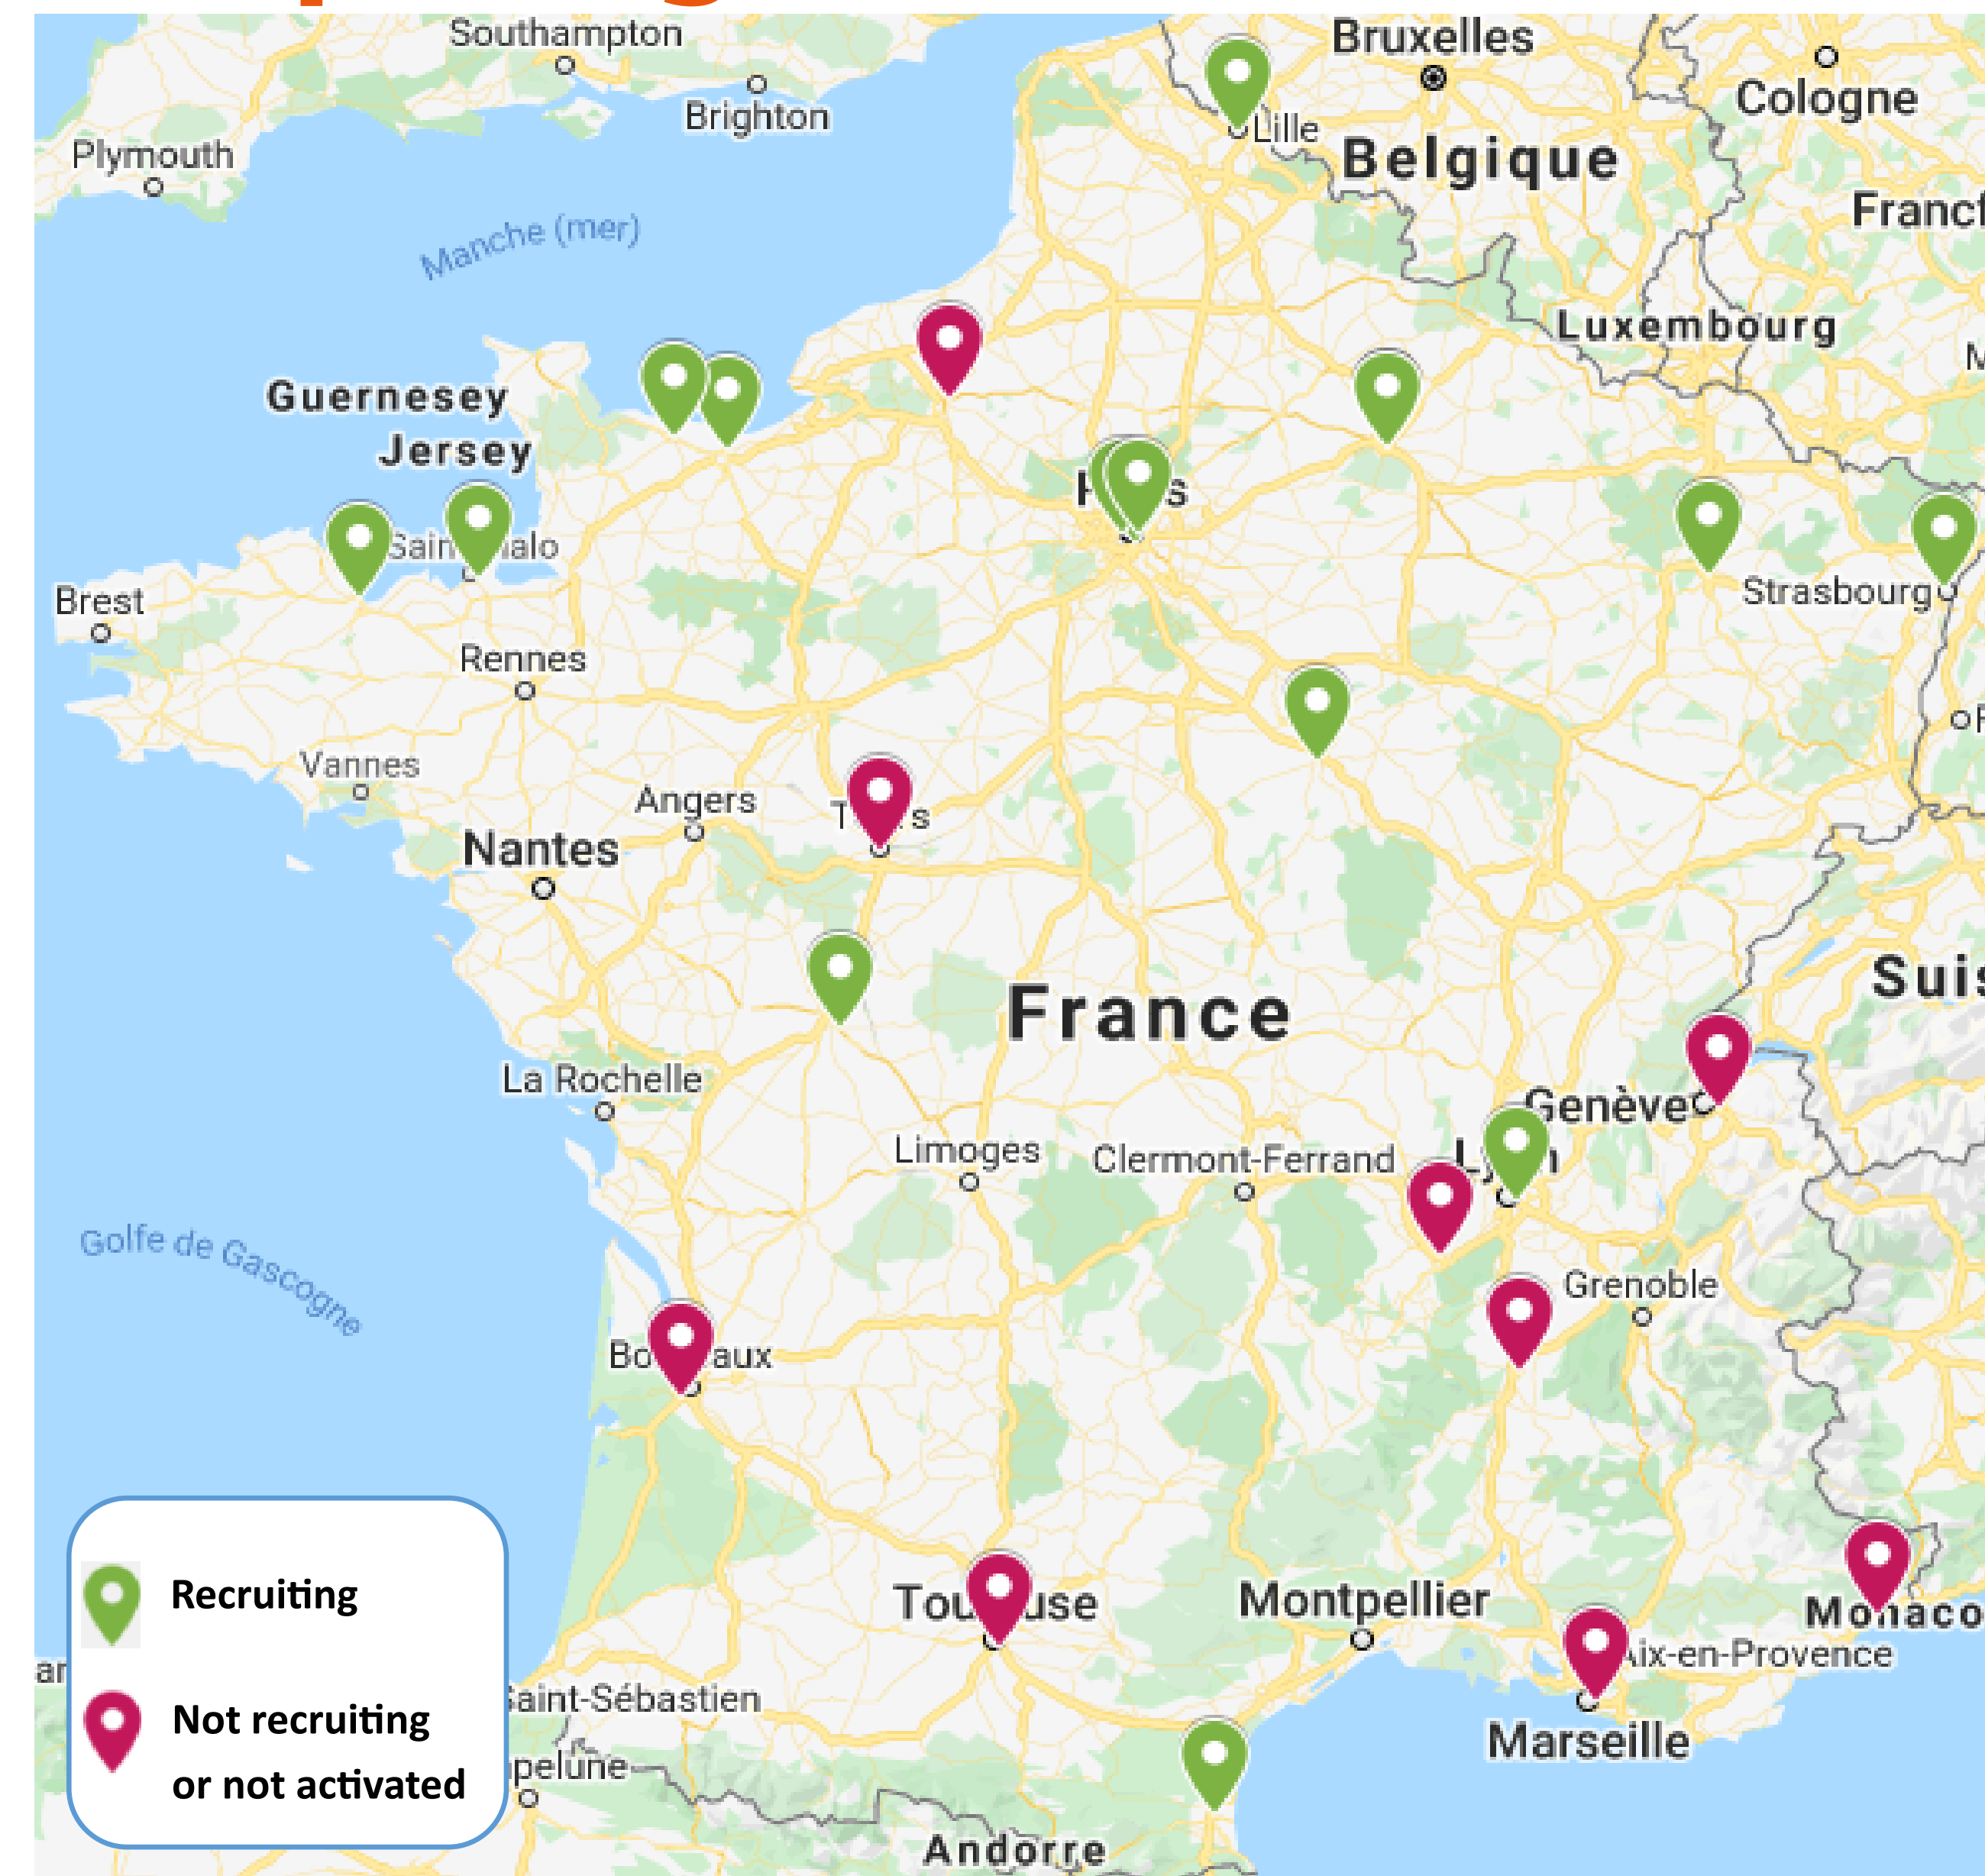 Southampton
Bruxelles
Cologne
Brighton
Lille
Plymouth
Belgique
Manche (mer)
Luxembourg
Guernesey
Jersey
Brest
Strasbourg
Rennes
Vannes
Angers
Nantes
France
La Rochelle
Genève
Limoges
Clermont-Ferrand
Golfe de Gascogne
Grenoble
Recruiting
Montpellier
Monaco
Aix-en-Provence
Saint-Sébastien
Not recruiting
Marseille
or not activated
Andorre